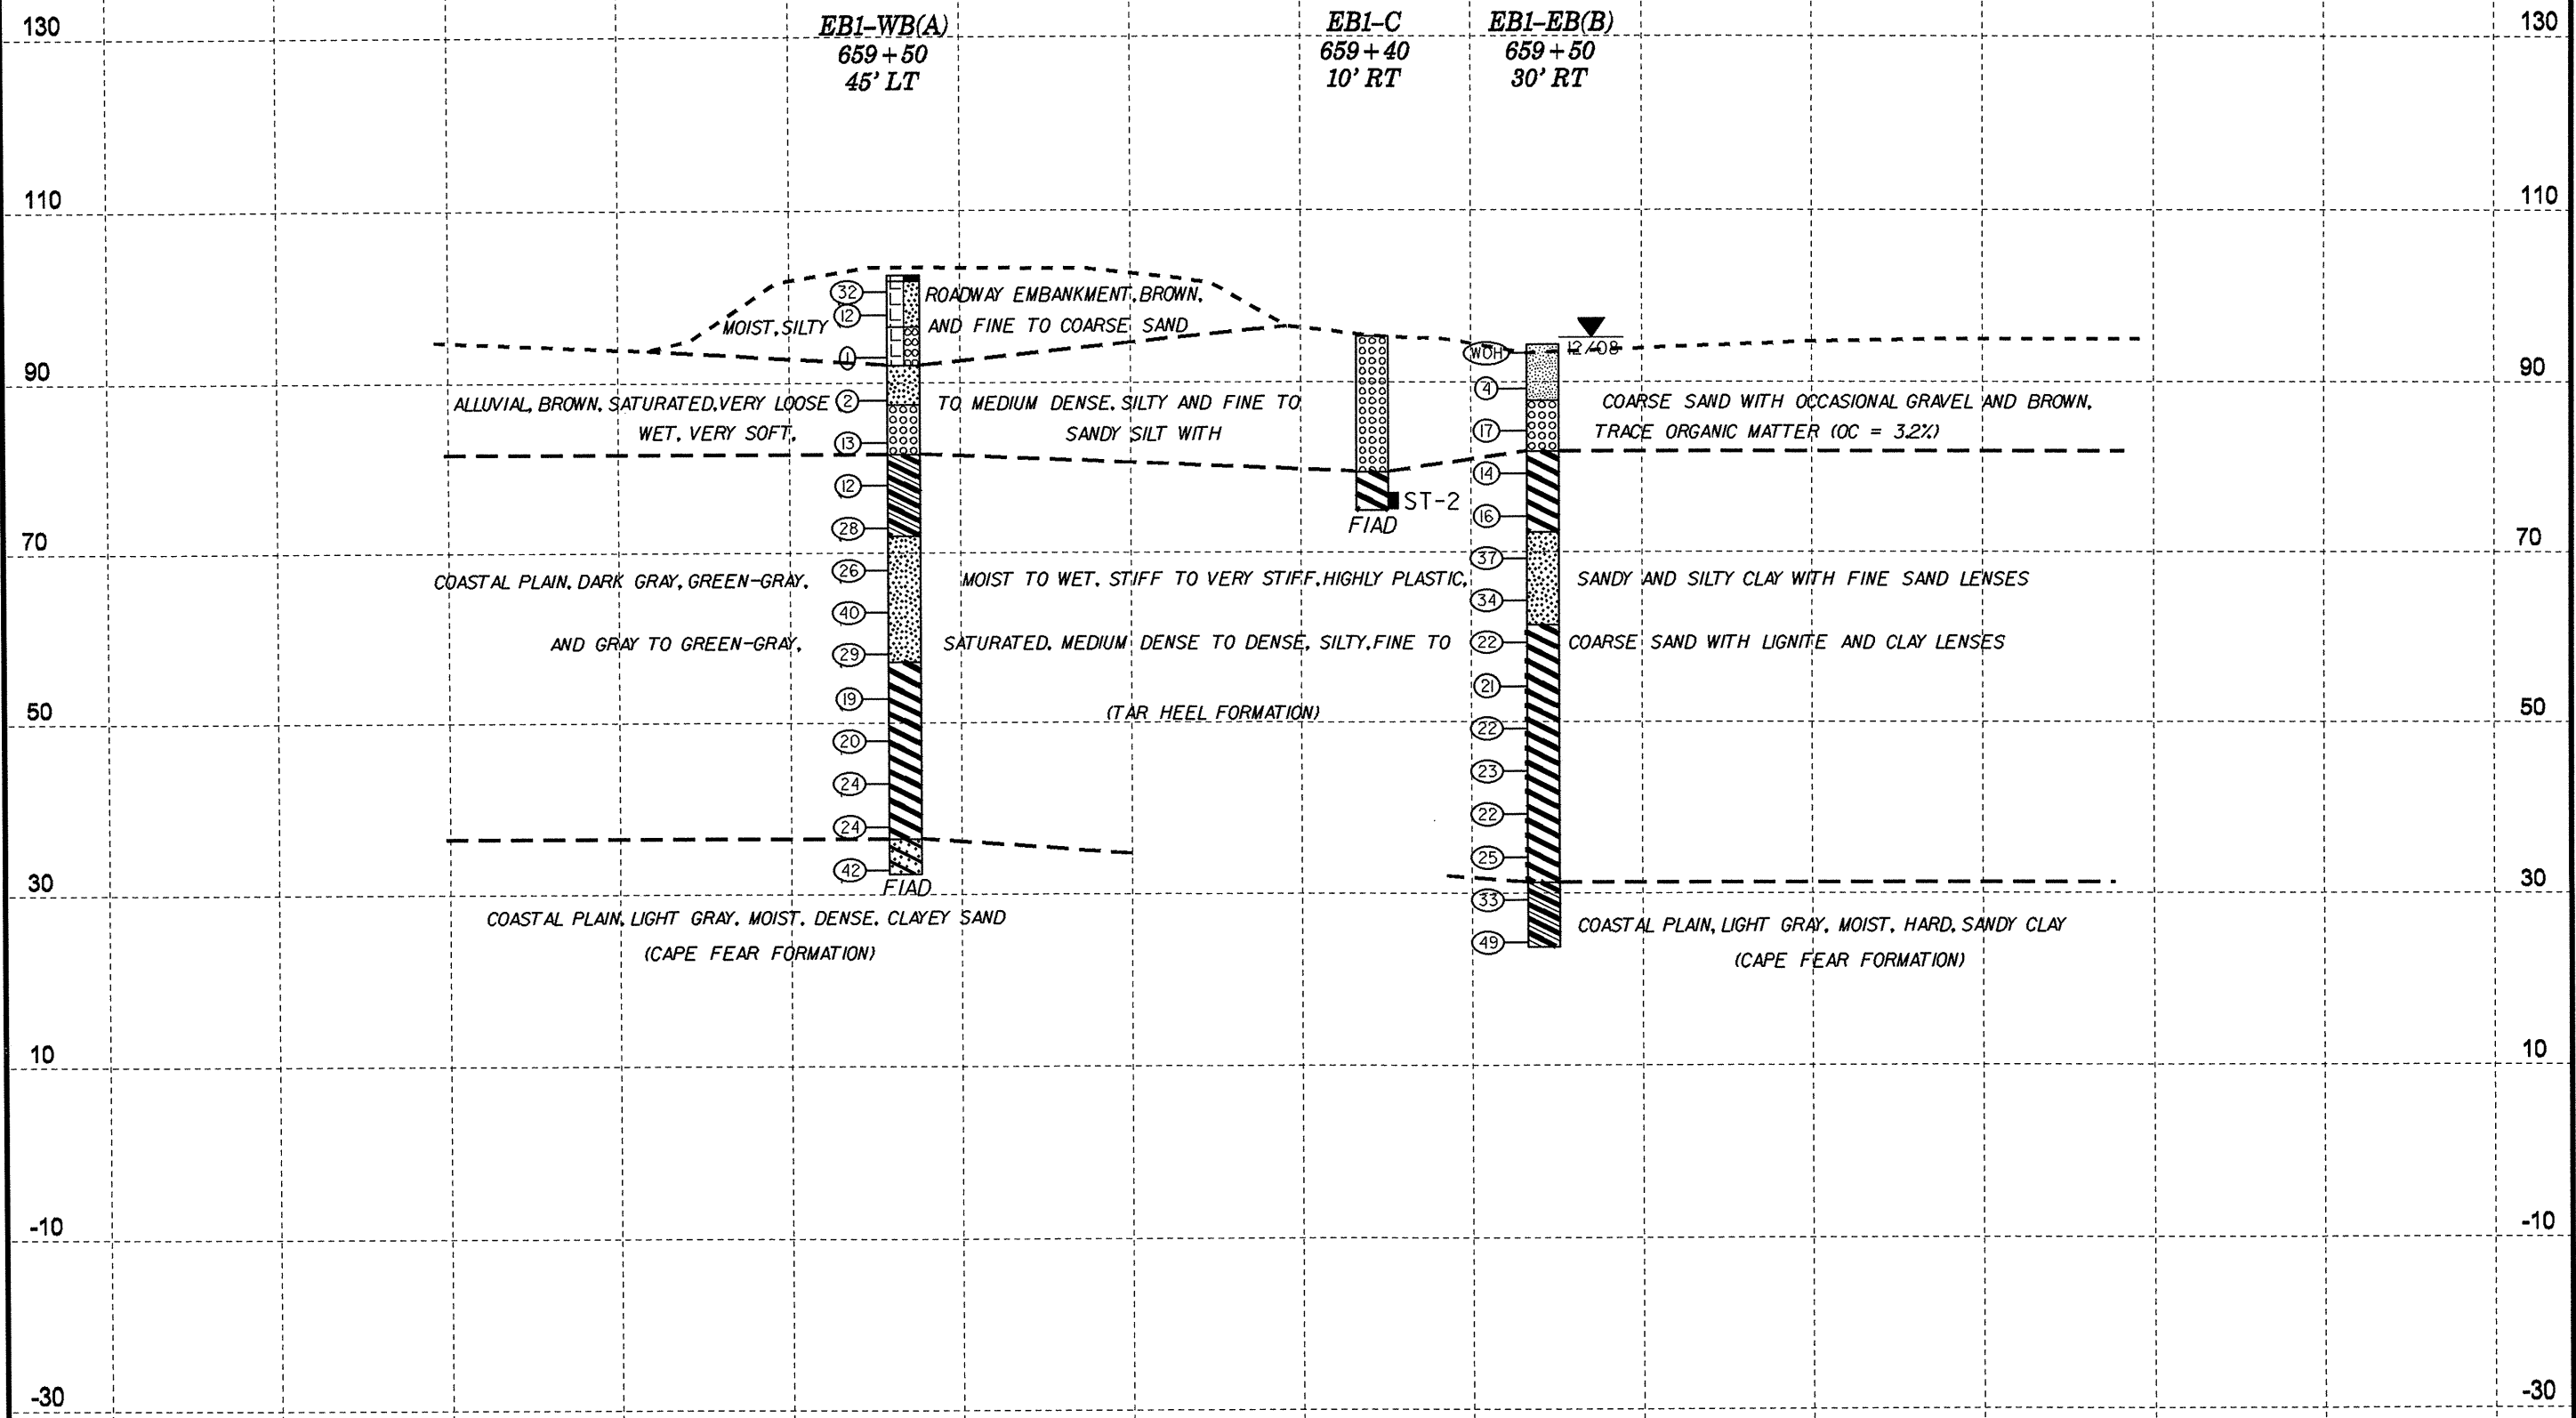 130
EB1-WB(A)
659+50
45' LT
EB1-C
659+40
10' RT
EB1-EB(B)
659+50
30' RT
130
110
110
32
ROADWAY EMBANKMENT, BROWN,
12
MOIST, SILTY
AND FINE TO COARSE SAND
1
WOH
12/08
90
90
4
ALLUVIAL, BROWN, SATURATED, VERY LOOSE
2
TO MEDIUM DENSE, SILTY AND FINE TO
COARSE SAND WITH OCCASIONAL GRAVEL AND BROWN,
WET, VERY SOFT,
13
SANDY SILT WITH
17
TRACE ORGANIC MATTER (OC = 3.2%)
12
14
ST-2
16
28
FIAD
70
70
37
26
COASTAL PLAIN, DARK GRAY, GREEN-GRAY,
MOIST TO WET, STIFF TO VERY STIFF, HIGHLY PLASTIC,
SANDY AND SILTY CLAY WITH FINE SAND LENSES
34
40
AND GRAY TO GREEN-GRAY,
29
SATURATED, MEDIUM DENSE TO DENSE, SILTY, FINE TO
22
COARSE SAND WITH LIGNITE AND CLAY LENSES
21
19
(TAR HEEL FORMATION)
50
50
22
20
23
24
22
24
25
42
FIAD
30
30
33
COASTAL PLAIN, LIGHT GRAY, MOIST, DENSE, CLAYEY SAND
(CAPE FEAR FORMATION)
COASTAL PLAIN, LIGHT GRAY, MOIST, HARD, SANDY CLAY
49
(CAPE FEAR FORMATION)
10
10
-10
-10
-30
-30